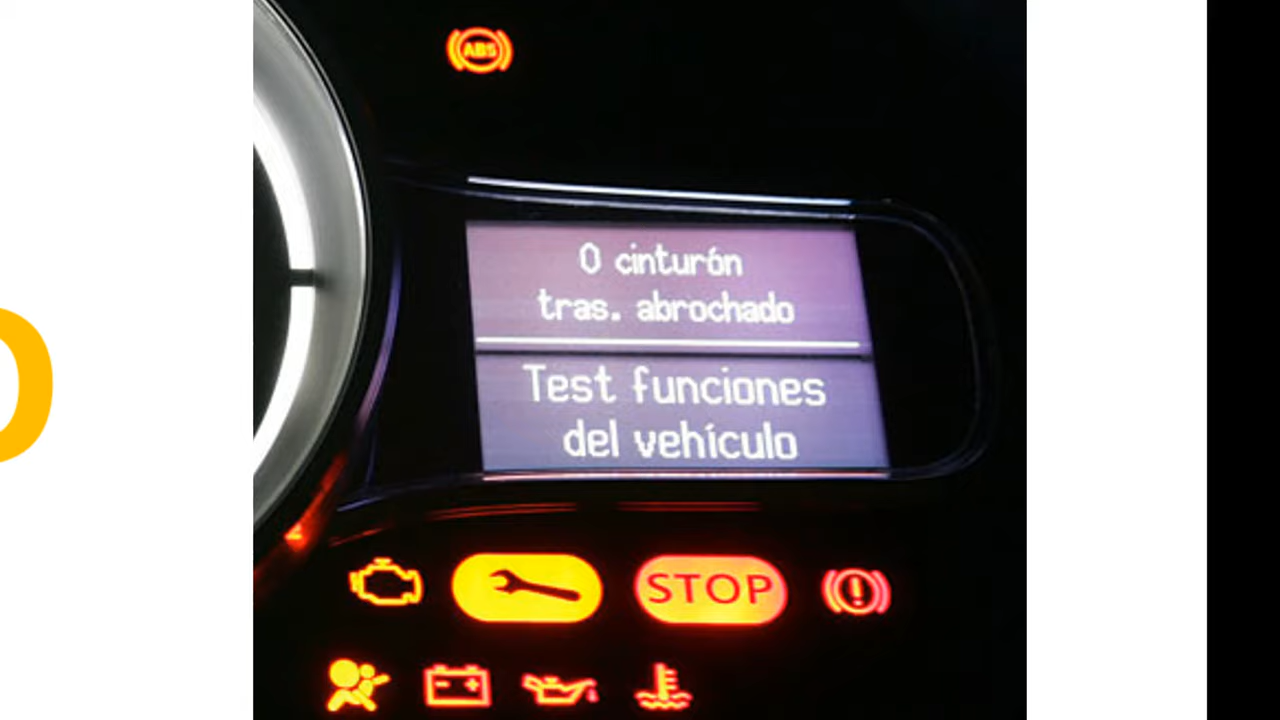 ABS
0 cinturón
tras. abrochado
Test funciones
del vehículo
STOP